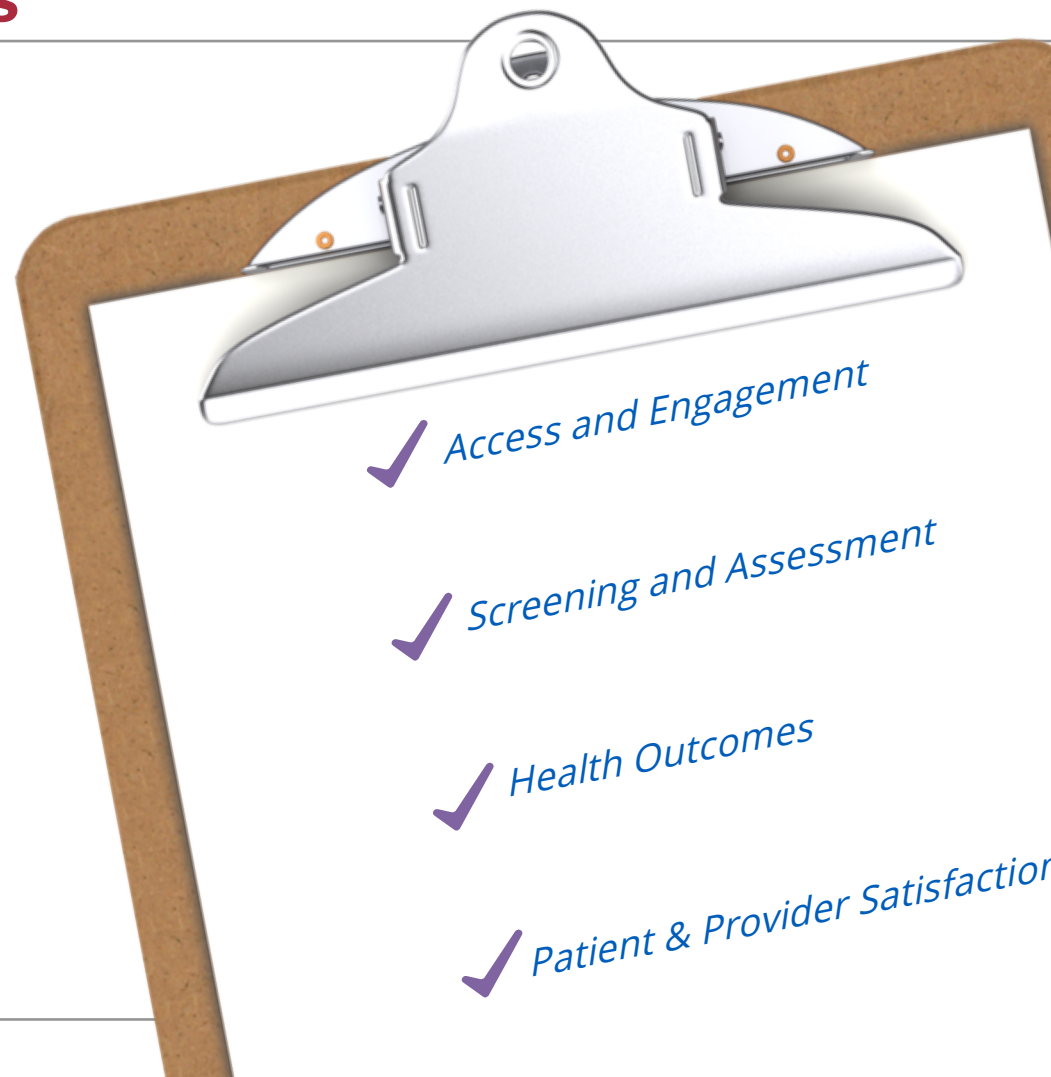 s
Access and Engagement
Screening and Assessment
Health Outcomes
Patient & Provider Satisfaction